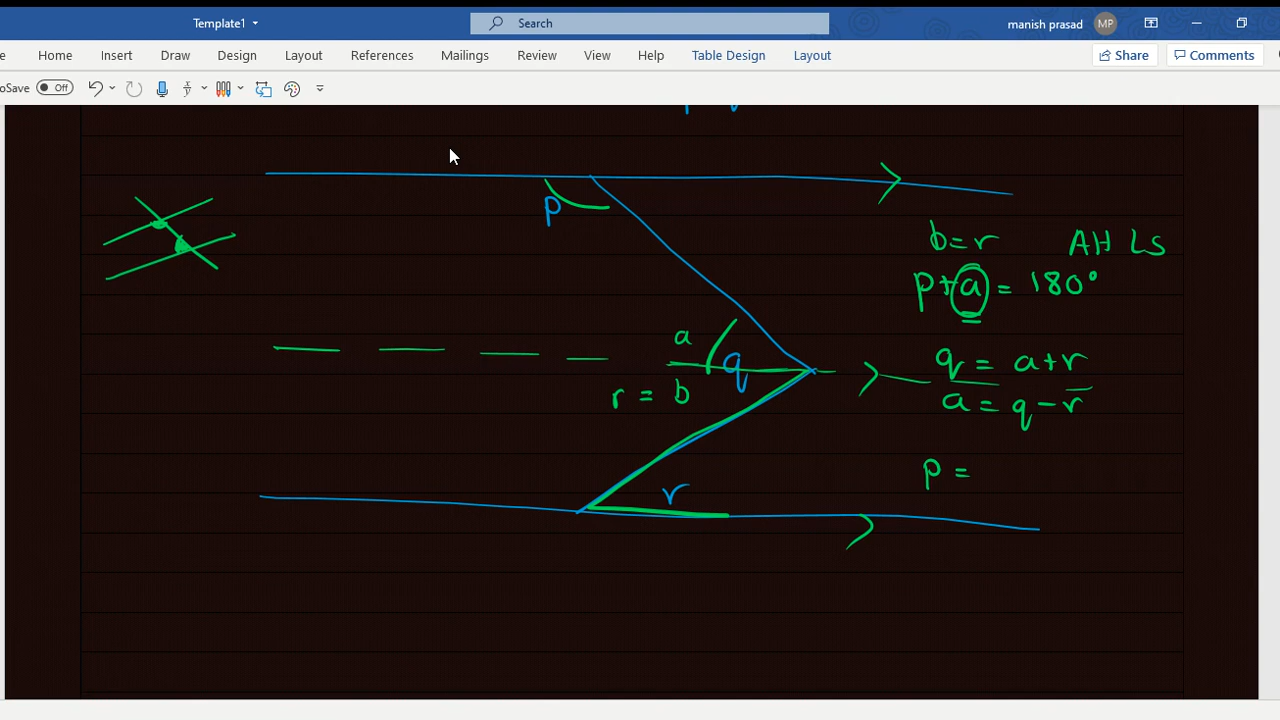 Template1
Search
manish prasad MP
Home Insert Draw Design Layout References Mailings Review View Help Table Design Layout
Share Comments
oSave Off
p
b = r AH Ls
p + a = 180°
a q
q = a + r
r = b
a = q - r
p =
r